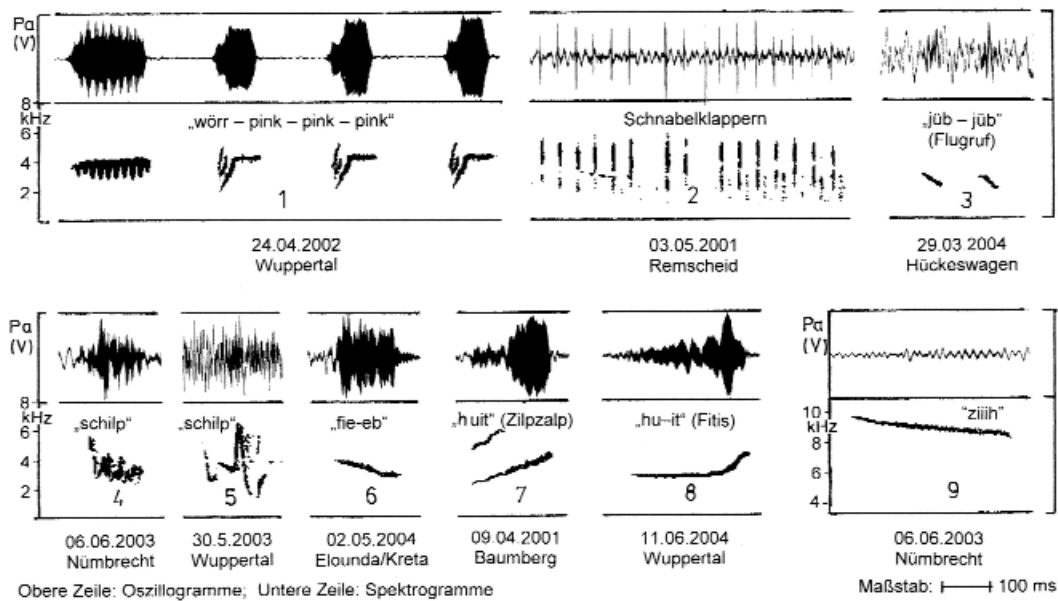 Pa
(V)
8
kHz
6
4
2
„wörr – pink – pink – pink"
1
24.04.2002
Wuppertal
Schnabelklappern
2
03.05.2001
Remscheid
„jüb – jüb"
(Flugruf)
3
29.03 2004
Hückeswagen
Pa
(V)
8
kHz
6
4
2
„schilp"
4
06.06.2003
Nümbrecht
„schilp"
5
30.5.2003
Wuppertal
„fie-eb"
6
02.05.2004
Elounda/Kreta
„huit" (Zilpzalp)
7
09.04.2001
Baumberg
„hu–it" (Fitis)
8
11.06.2004
Wuppertal
Pa
(V)
10
kHz
8
6
4
"ziiih"
9
06.06.2003
Nümbrecht
Obere Zeile: Oszillogramme; Untere Zeile: Spektrogramme
Maßstab: 100 ms